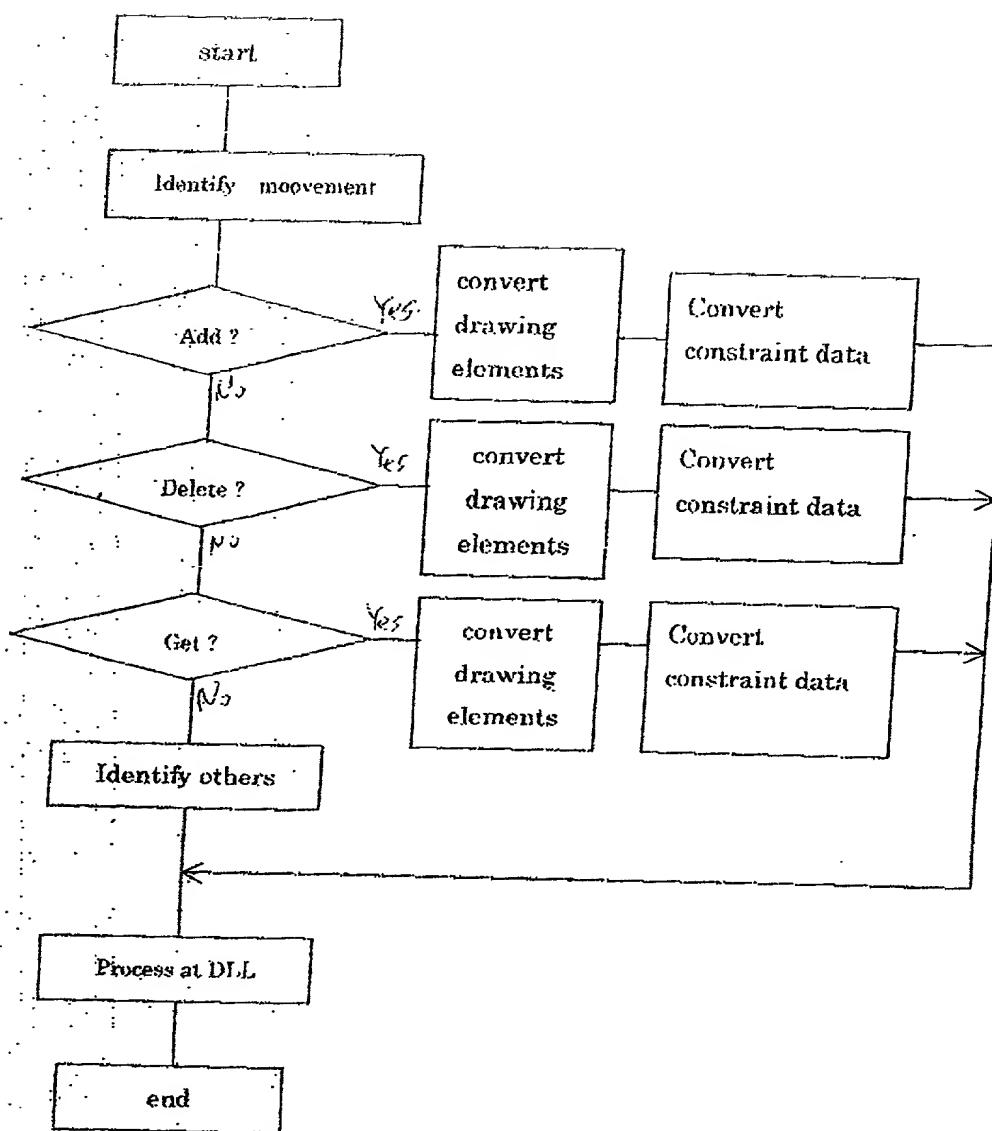 start
Identify moovement
Add ?
Yes
convert
drawing
elements
Convert
constraint data
No
Delete ?
Yes
convert
drawing
elements
Convert
constraint data
No
Get ?
Yes
convert
drawing
elements
Convert
constraint data
No
Identify others
Process at DLL
end